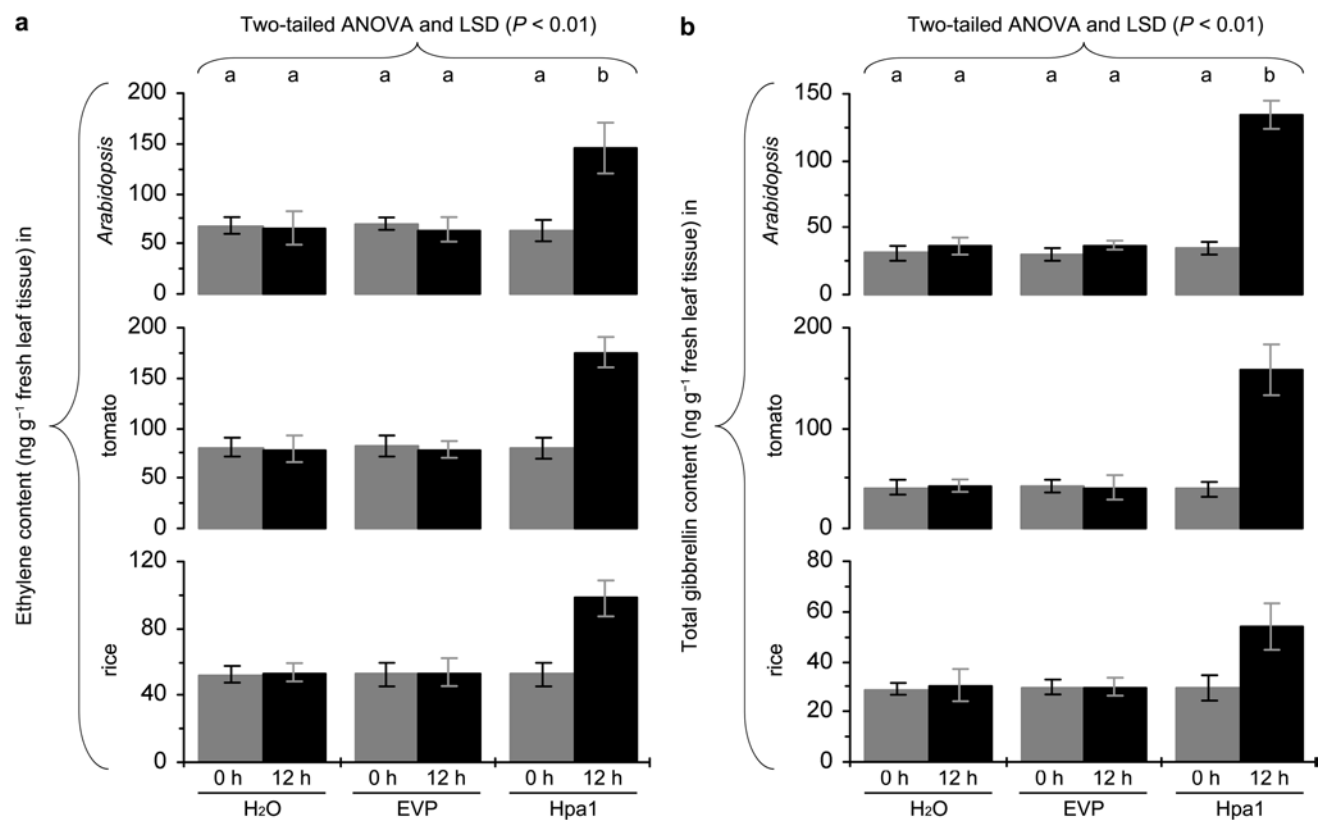 a
Two-tailed ANOVA and LSD (P < 0.01)
a a a a a b
Ethylene content (ng g⁻¹ fresh leaf tissue) in
Arabidopsis
200
150
100
50
0
tomato
200
150
100
50
0
rice
120
80
40
0
0 h 12 h 0 h 12 h 0 h 12 h
H₂O EVP Hpa1
b
Two-tailed ANOVA and LSD (P < 0.01)
a a a a a b
Total gibbrellin content (ng g⁻¹ fresh leaf tissue) in
Arabidopsis
150
100
50
0
tomato
200
100
0
rice
80
60
40
20
0
0 h 12 h 0 h 12 h 0 h 12 h
H₂O EVP Hpa1